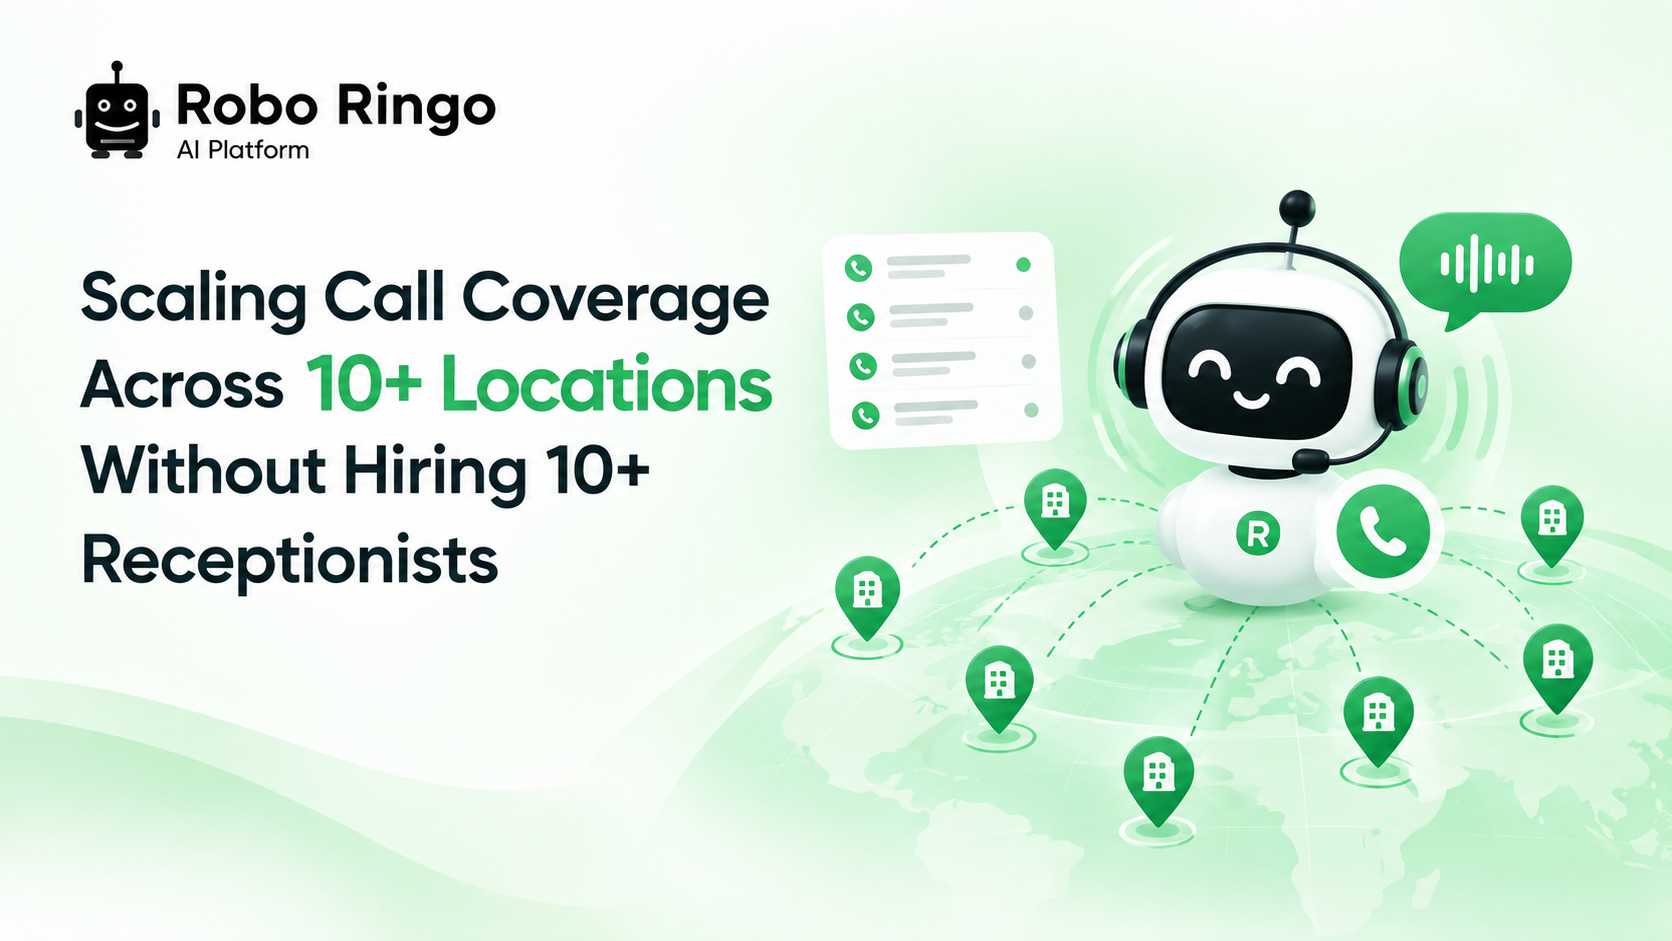 Robo Ringo
AI Platform
Scaling Call Coverage
Across 10+ Locations
Without Hiring 10+
Receptionists
R